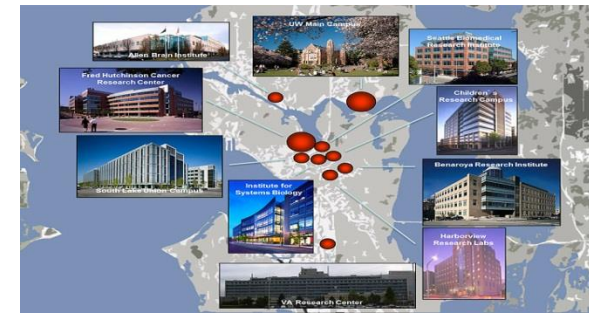 Allen Brain Institute
UW Main Campus
Seattle Biomedical
Research Institute
Fred Hutchinson Cancer
Research Center
Children's
Research Campus
South Lake Union Campus
Institute for
Systems Biology
Benaroya Research Institute
Harborview
Research Labs
VA Research Center